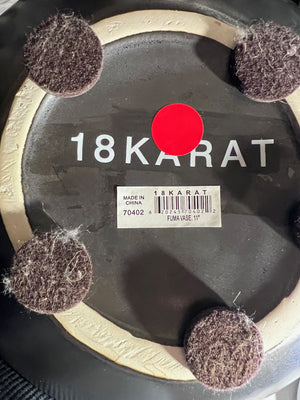 18KARAT
18KARAT
MADE IN
CHINA
70402
FUMA VASE: 11"